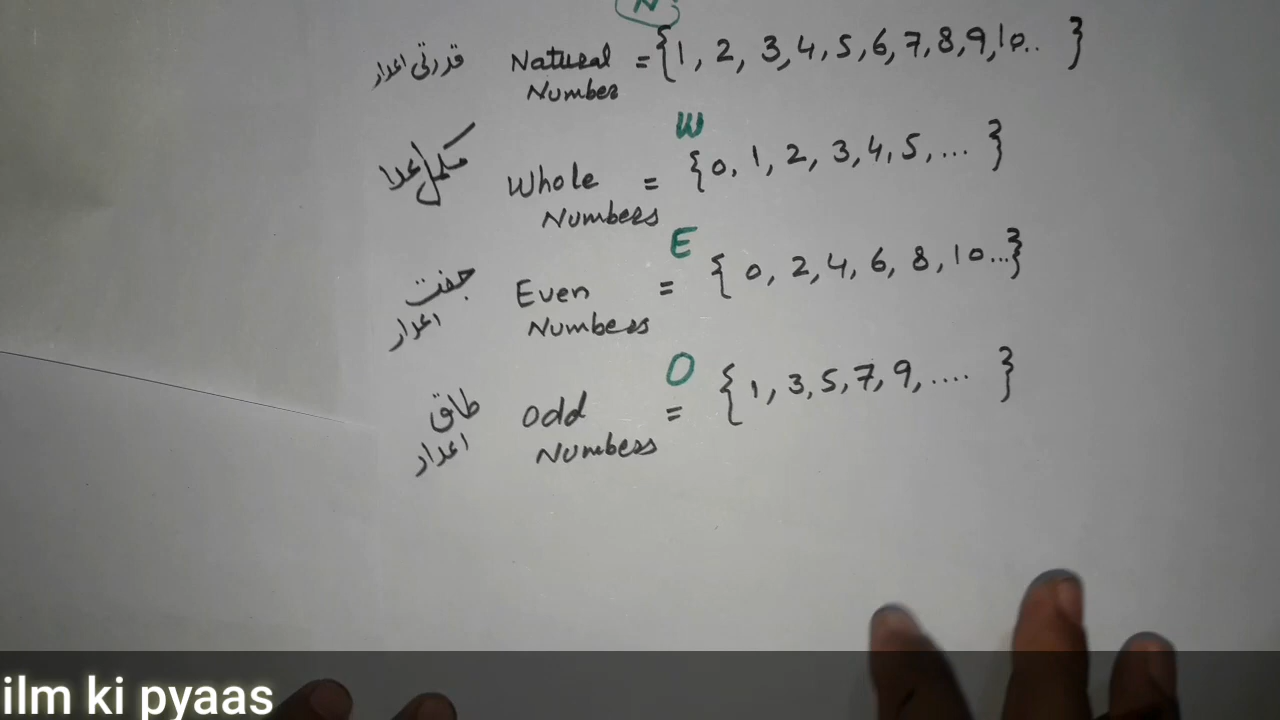 N
قدرتی اعداد Natural = {1, 2, 3, 4, 5, 6, 7, 8, 9, 10.. }
Number
W
مکمل اعدا Whole = {0, 1, 2, 3, 4, 5, ... }
Numbers
E
جفت Even = { 0, 2, 4, 6, 8, 10...}
اعداد Numbers
O
طاق Odd = { 1, 3, 5, 7, 9, .... }
اعداد Numbers
ilm ki pyaas